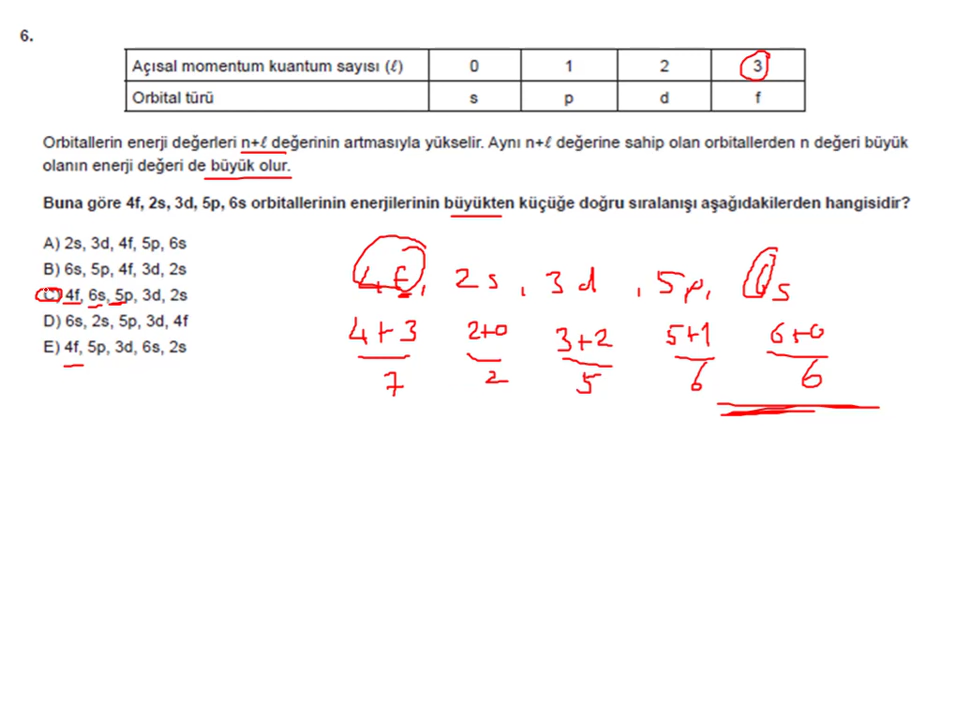 6.
Açısal momentum kuantum sayısı (ℓ) 0 1 2 3
Orbital türü s p d f
Orbitallerin enerji değerleri n+ℓ değerinin artmasıyla yükselir. Aynı n+ℓ değerine sahip olan orbitallerden n değeri büyük
olanın enerji değeri de büyük olur.
Buna göre 4f, 2s, 3d, 5p, 6s orbitallerinin enerjilerinin büyükten küçüğe doğru sıralanışı aşağıdakilerden hangisidir?
A) 2s, 3d, 4f, 5p, 6s
B) 6s, 5p, 4f, 3d, 2s
C) 4f, 6s, 5p, 3d, 2s
D) 6s, 2s, 5p, 3d, 4f
E) 4f, 5p, 3d, 6s, 2s
4f, 2s, 3d, 5p, 6s
4+3 2+0 3+2 5+1 6+0
7 2 5 6 6